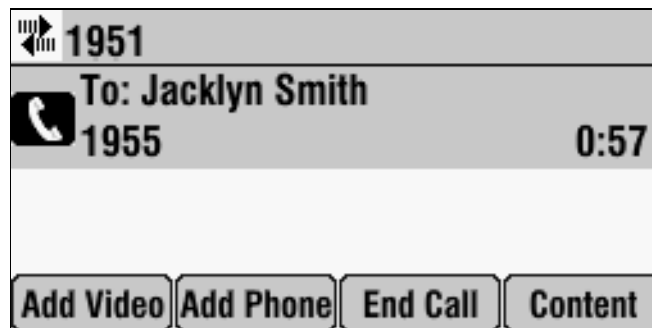 1951
To: Jacklyn Smith
1955 0:57
Add Video Add Phone End Call Content